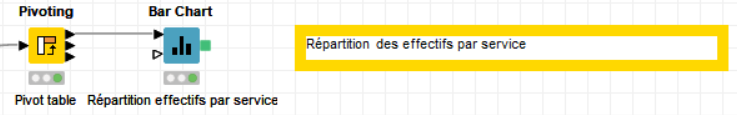 Pivoting
Bar Chart
Répartition des effectifs par service
Pivot table
Répartition effectifs par service